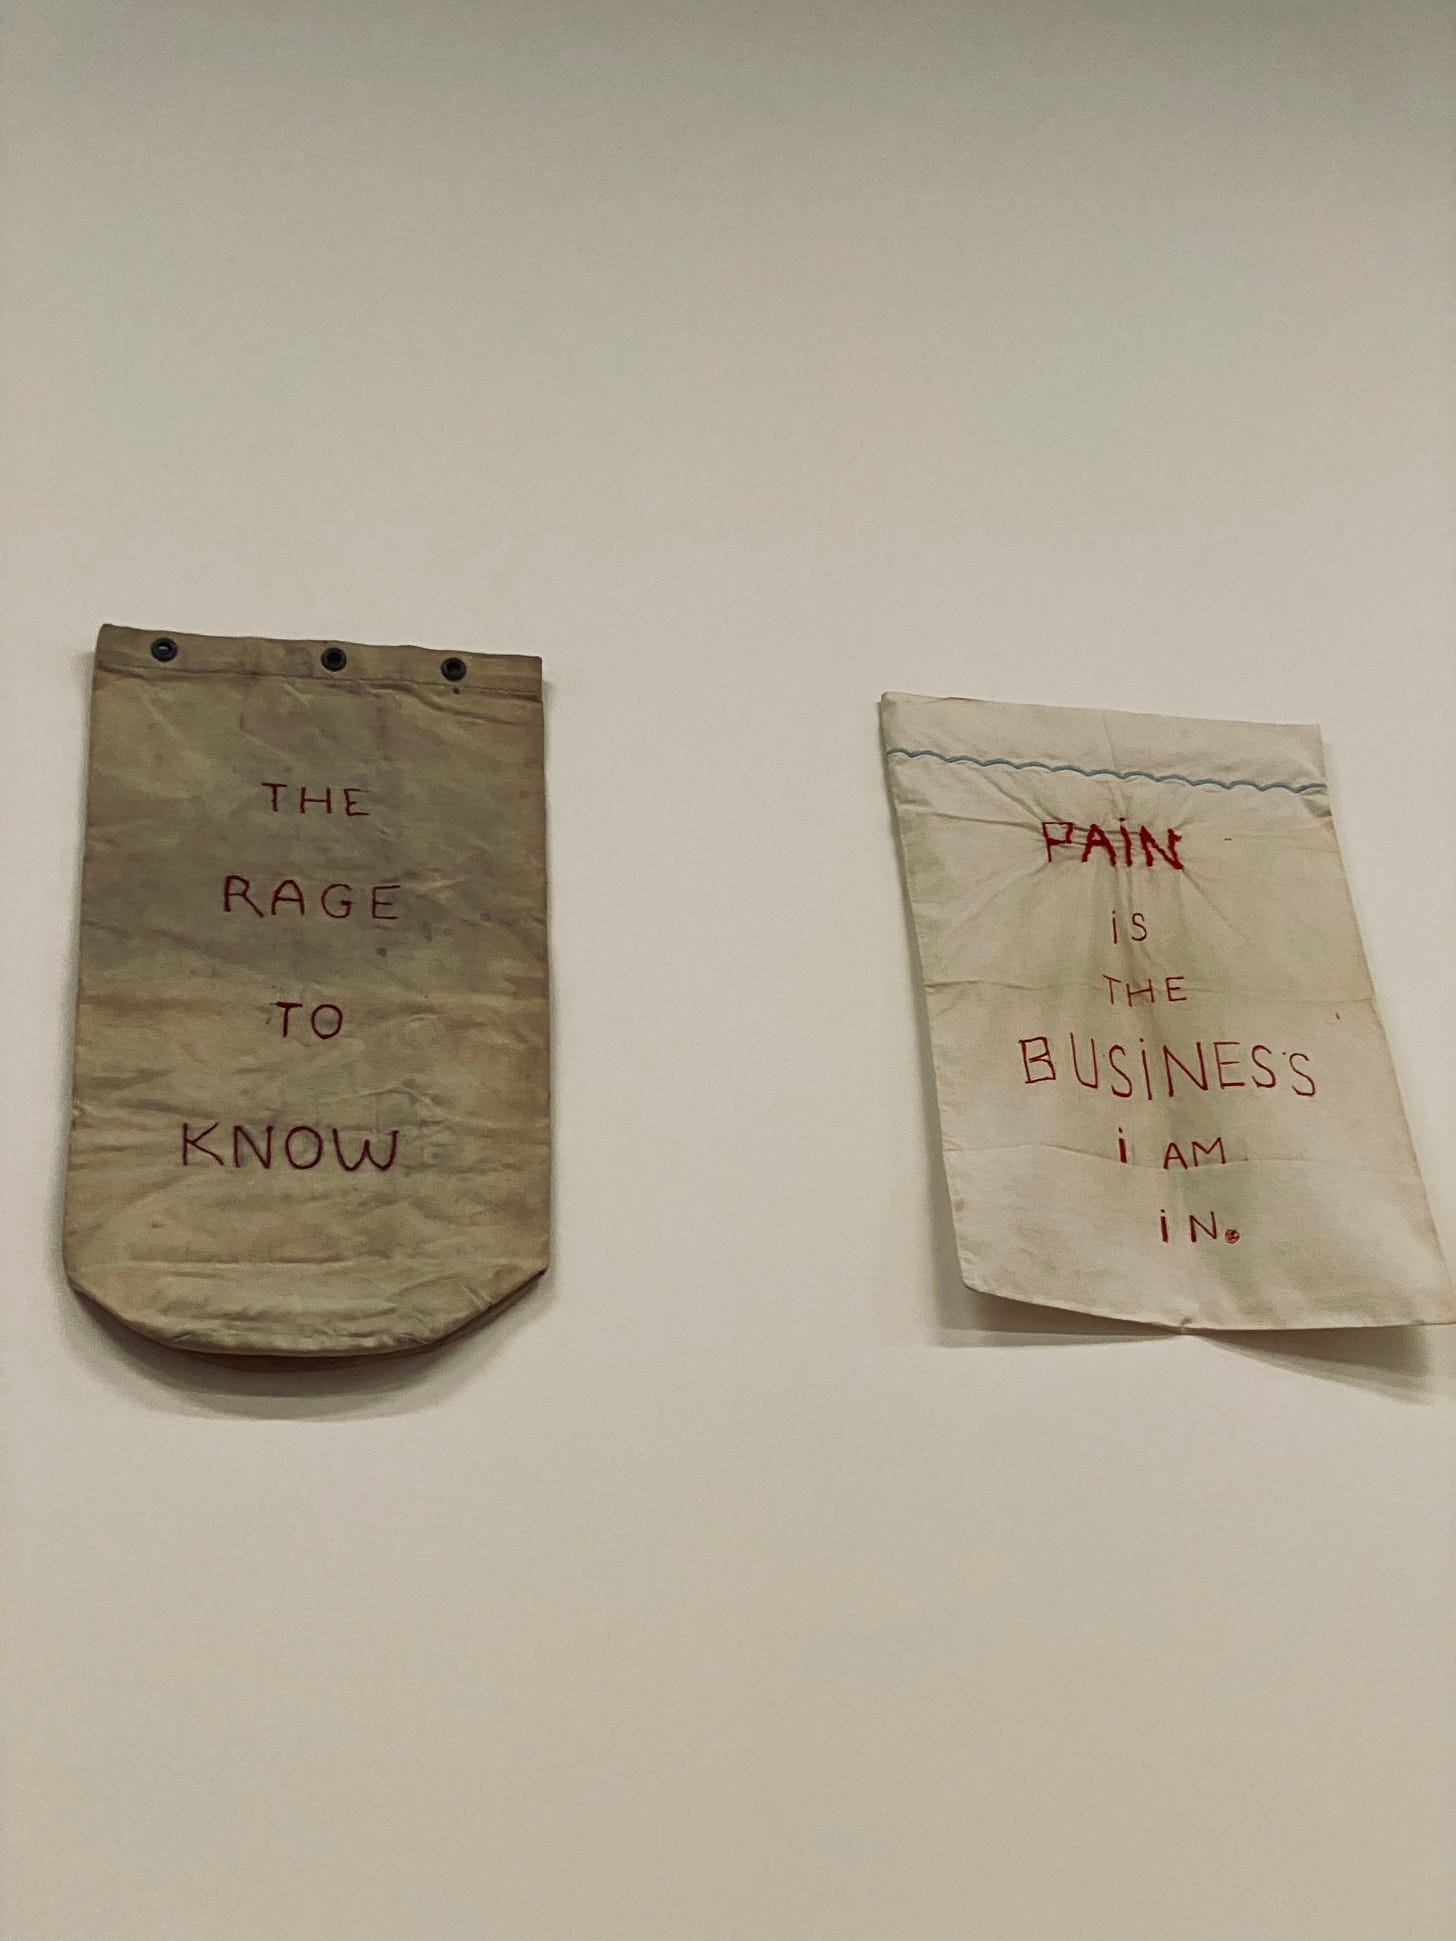 THE
RAGE
TO
KNOW
PAiN
iS
THE
BUSiNESS
i AM
iN.